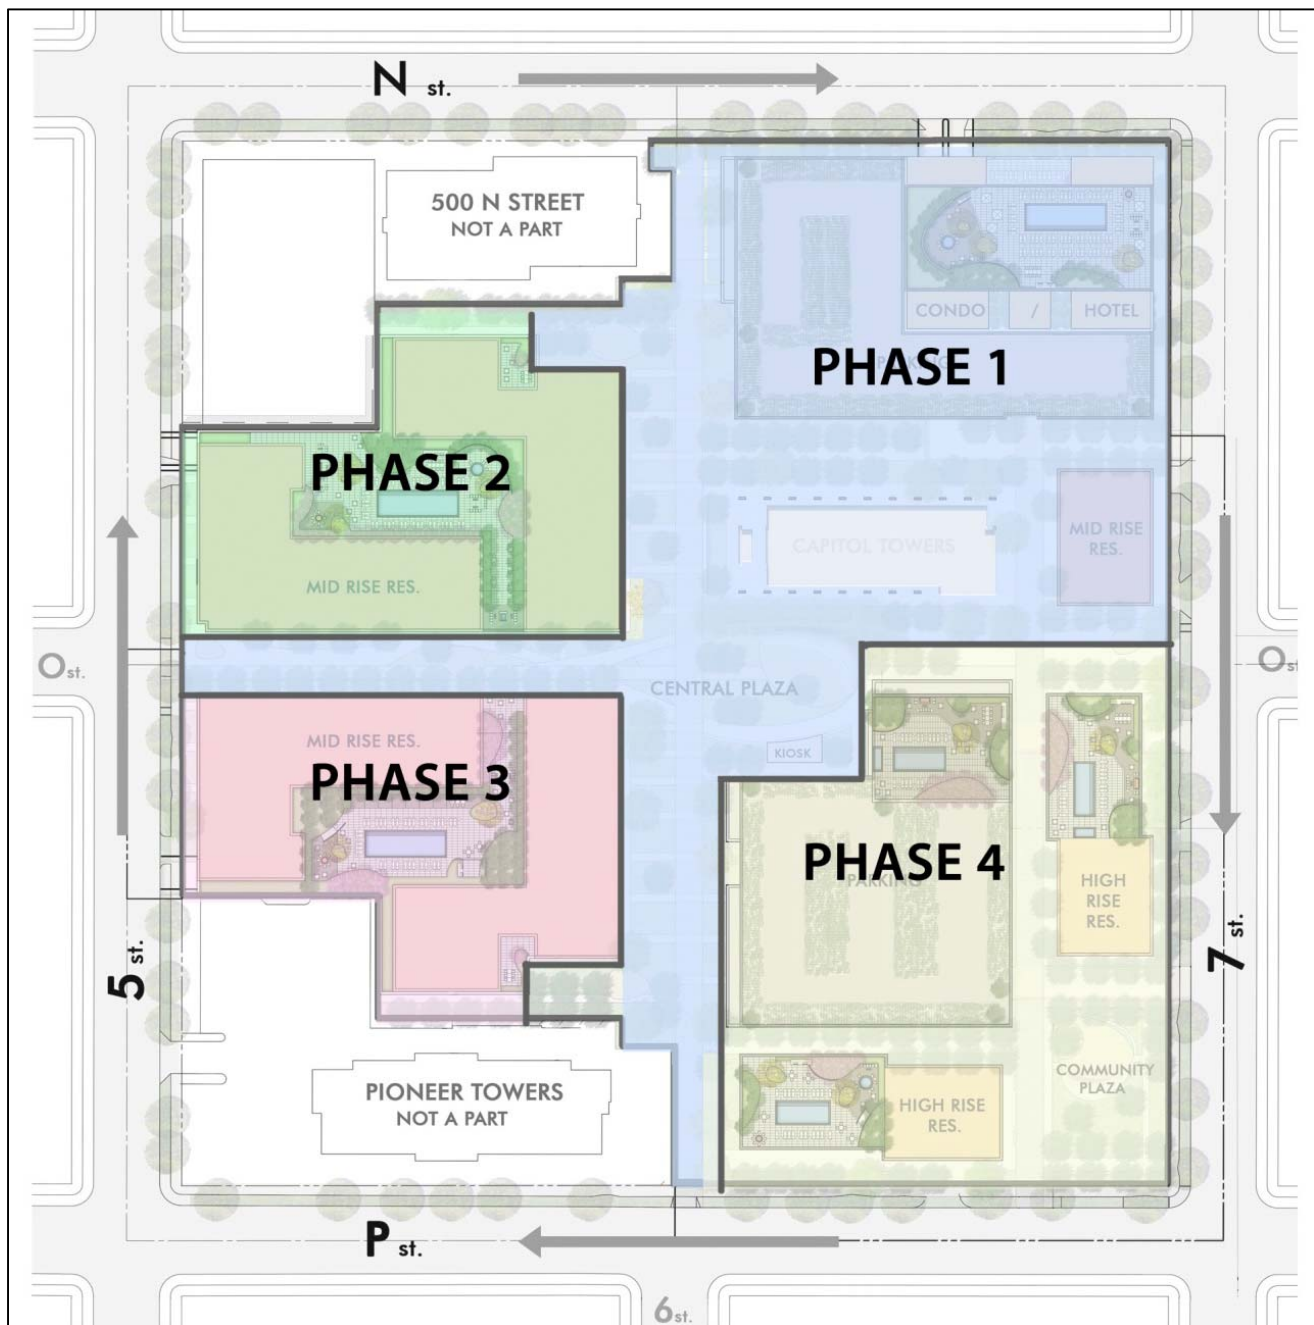 N st.
500 N STREET
NOT A PART
CONDO / HOTEL
PHASE 1
PARKING
PHASE 2
MID RISE RES.
CAPITOL TOWERS
MID RISE
RES.
O st.
O st.
CENTRAL PLAZA
KIOSK
MID RISE RES.
PHASE 3
PHASE 4
PARKING
HIGH
RISE
RES.
5 st.
7 st.
COMMUNITY
PLAZA
PIONEER TOWERS
NOT A PART
HIGH RISE
RES.
P st.
6 st.